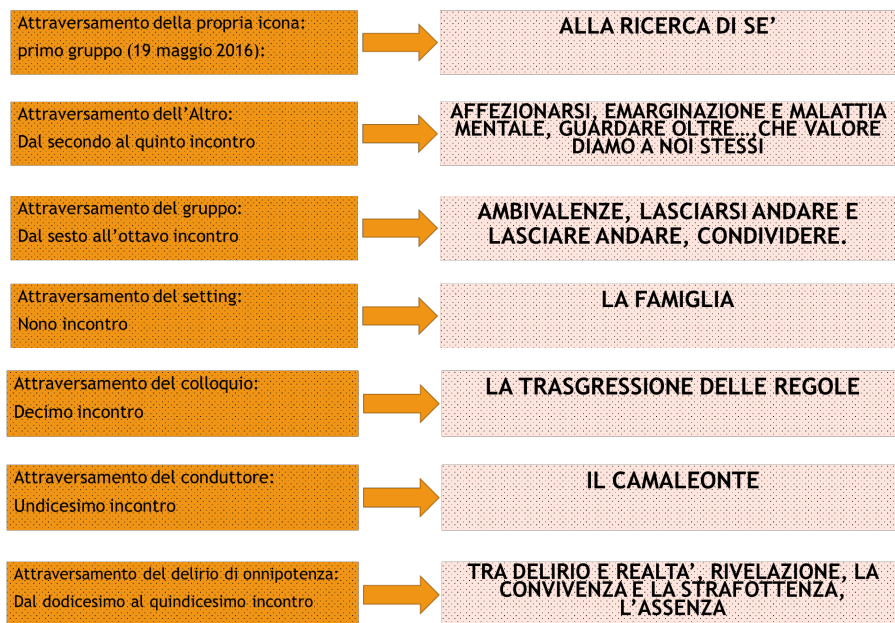 Attraversamento della propria icona:
primo gruppo (19 maggio 2016):
ALLA RICERCA DI SE’
Attraversamento dell’Altro:
Dal secondo al quinto incontro
AFFEZIONARSI, EMARGINAZIONE E MALATTIA
MENTALE, GUARDARE OLTRE…,CHE VALORE
DIAMO A NOI STESSI
Attraversamento del gruppo:
Dal sesto all’ottavo incontro
AMBIVALENZE, LASCIARSI ANDARE E
LASCIARE ANDARE, CONDIVIDERE.
Attraversamento del setting:
Nono incontro
LA FAMIGLIA
Attraversamento del colloquio:
Decimo incontro
LA TRASGRESSIONE DELLE REGOLE
Attraversamento del conduttore:
Undicesimo incontro
IL CAMALEONTE
Attraversamento del delirio di onnipotenza:
Dal dodicesimo al quindicesimo incontro
TRA DELIRIO E REALTA’, RIVELAZIONE, LA
CONVIVENZA E LA STRAFOTTENZA,
L’ASSENZA